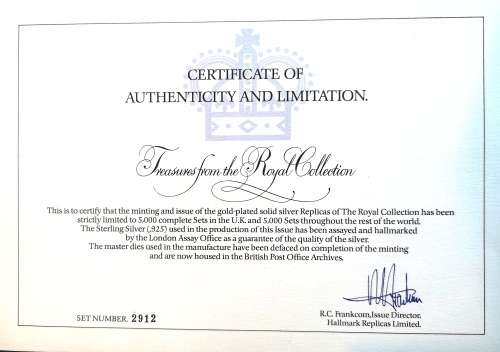 CERTIFICATE OF
AUTHENTICITY AND LIMITATION.
Treasures from the Royal Collection
This is to certify that the minting and issue of the gold-plated solid silver Replicas of The Royal Collection has been
strictly limited to 5,000 complete Sets in the U.K. and 5,000 Sets throughout the rest of the world.
The Sterling Silver (.925) used in the production of this Issue has been assayed and hallmarked
by the London Assay Office as a guarantee of the quality of the silver.
The master dies used in the manufacture have been defaced on completion of the minting
and are now housed in the British Post Office Archives.
SET NUMBER. 2912
R.C. Frankcom, Issue Director.
Hallmark Replicas Limited.